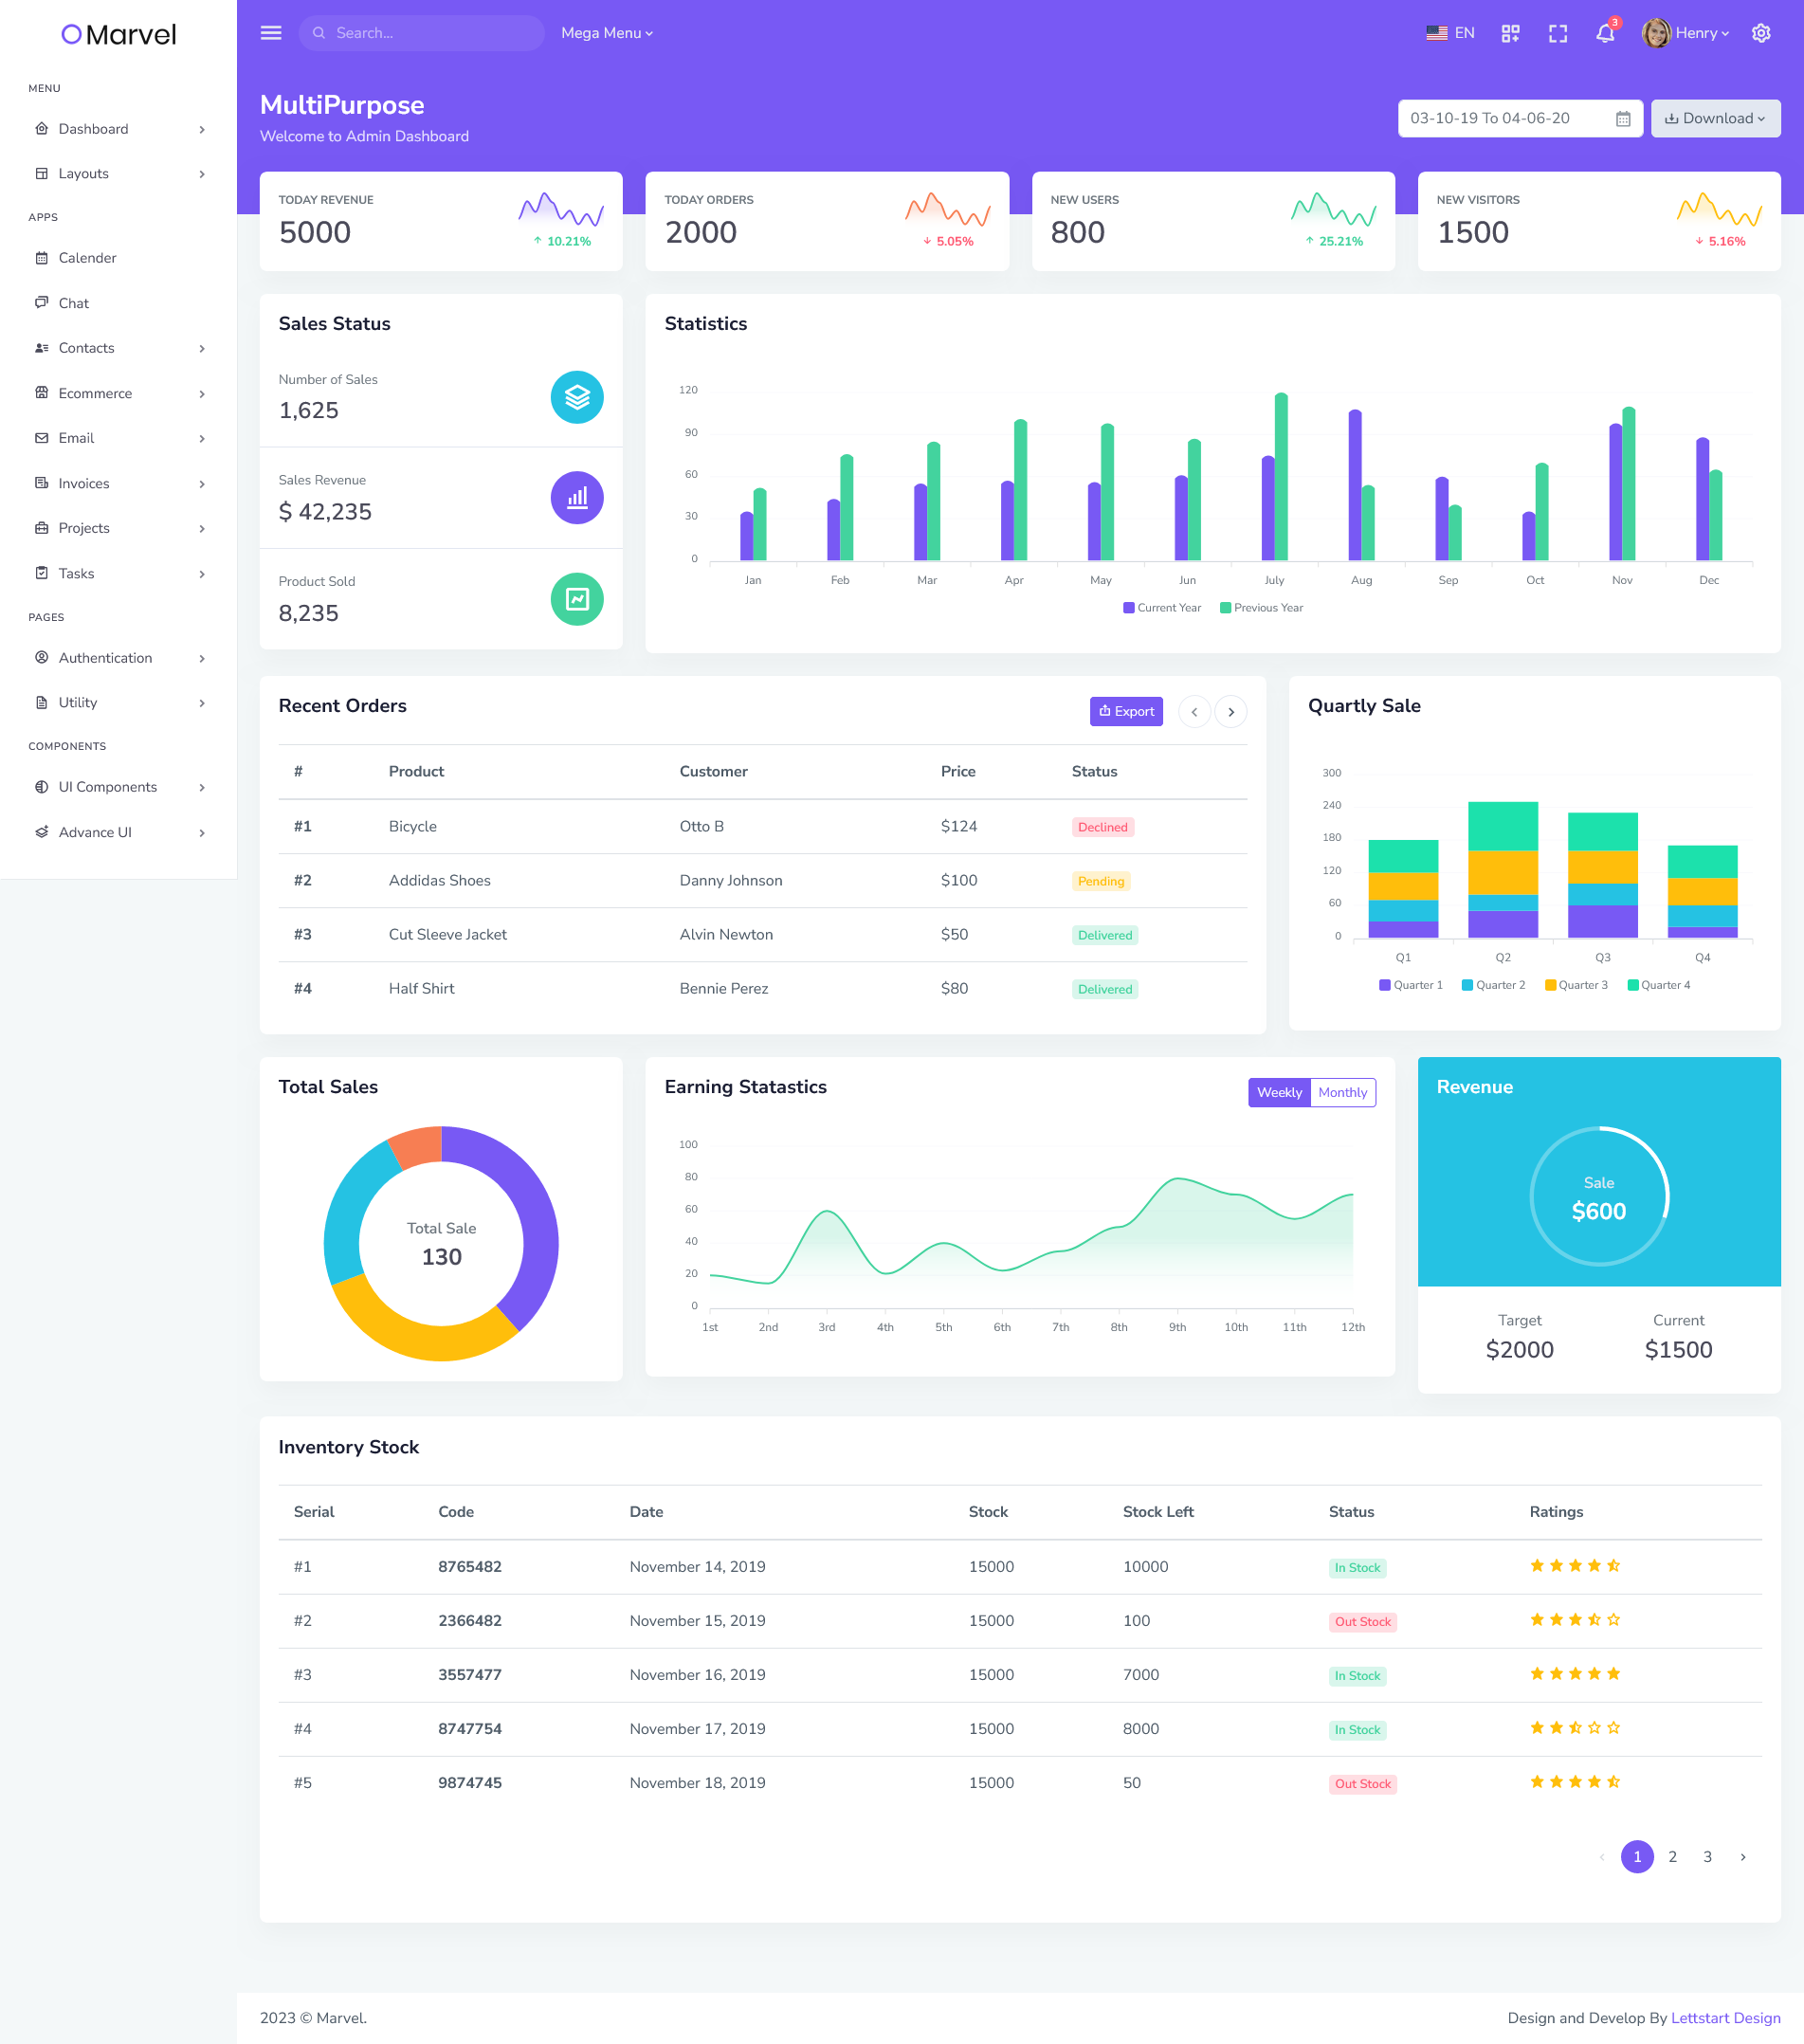 Marvel
MENU
Dashboard
Layouts
APPS
Calender
Chat
Contacts
Ecommerce
Email
Invoices
Projects
Tasks
PAGES
Authentication
Utility
COMPONENTS
UI Components
Advance UI
Search...
Mega Menu
EN
3
Henry
MultiPurpose
Welcome to Admin Dashboard
03-10-19 To 04-06-20
Download
TODAY REVENUE
5000
10.21%
TODAY ORDERS
2000
5.05%
NEW USERS
800
25.21%
NEW VISITORS
1500
5.16%
Sales Status
Number of Sales
1,625
Sales Revenue
$ 42,235
Product Sold
8,235
Statistics
120
90
60
30
0
Jan Feb Mar Apr May Jun July Aug Sep Oct Nov Dec
Current Year Previous Year
Recent Orders
Export
# Product Customer Price Status
#1 Bicycle Otto B $124 Declined
#2 Addidas Shoes Danny Johnson $100 Pending
#3 Cut Sleeve Jacket Alvin Newton $50 Delivered
#4 Half Shirt Bennie Perez $80 Delivered
Quartly Sale
300
240
180
120
60
0
Q1 Q2 Q3 Q4
Quarter 1 Quarter 2 Quarter 3 Quarter 4
Total Sales
Total Sale
130
Earning Statastics
Weekly Monthly
100
80
60
40
20
0
1st 2nd 3rd 4th 5th 6th 7th 8th 9th 10th 11th 12th
Revenue
Sale
$600
Target Current
$2000 $1500
Inventory Stock
Serial Code Date Stock Stock Left Status Ratings
#1 8765482 November 14, 2019 15000 10000 In Stock
#2 2366482 November 15, 2019 15000 100 Out Stock
#3 3557477 November 16, 2019 15000 7000 In Stock
#4 8747754 November 17, 2019 15000 8000 In Stock
#5 9874745 November 18, 2019 15000 50 Out Stock
1 2 3
2023 © Marvel.
Design and Develop By Lettstart Design